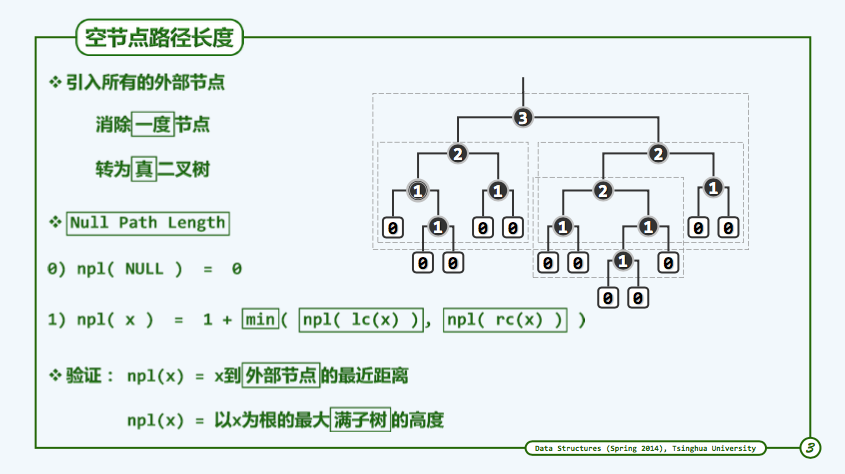 空节点路径长度
❖ 引入所有的外部节点
消除一度节点
转为真二叉树
❖ Null Path Length
0) npl( NULL ) = 0
1) npl( x ) = 1 + min( npl( lc(x) ), npl( rc(x) ) )
❖ 验证： npl(x) = x到外部节点的最近距离
npl(x) = 以x为根的最大满子树的高度
3
2 2
1 1 2 1
0 1 0 0 1 1 0 0
0 0 0 0 1 0
0 0
Data Structures (Spring 2014), Tsinghua University
3